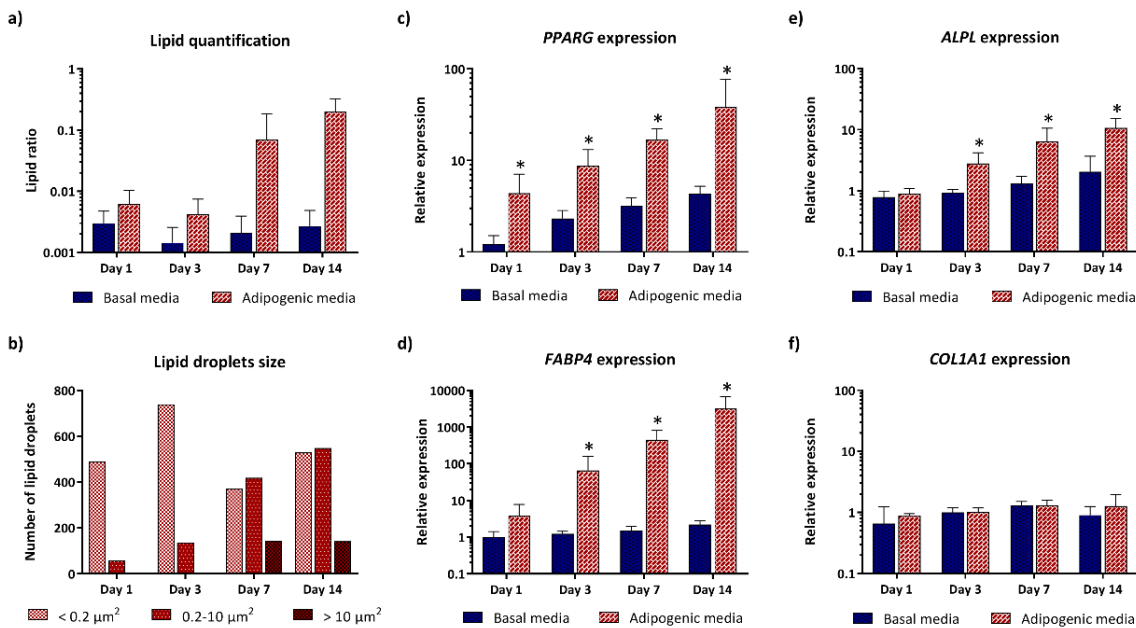 a)
Lipid quantification
Lipid ratio
1
0.1
0.01
0.001
Day 1 Day 3 Day 7 Day 14
Basal media Adipogenic media
b)
Lipid droplets size
Number of lipid droplets
800
600
400
200
0
Day 1 Day 3 Day 7 Day 14
< 0.2 µm² 0.2-10 µm² > 10 µm²
c)
PPARG expression
Relative expression
100
10
1
* * * *
Day 1 Day 3 Day 7 Day 14
Basal media Adipogenic media
d)
FABP4 expression
Relative expression
10000
1000
100
10
1
0.1
* * *
Day 1 Day 3 Day 7 Day 14
Basal media Adipogenic media
e)
ALPL expression
Relative expression
100
10
1
0.1
* * *
Day 1 Day 3 Day 7 Day 14
Basal media Adipogenic media
f)
COL1A1 expression
Relative expression
100
10
1
0.1
Day 1 Day 3 Day 7 Day 14
Basal media Adipogenic media